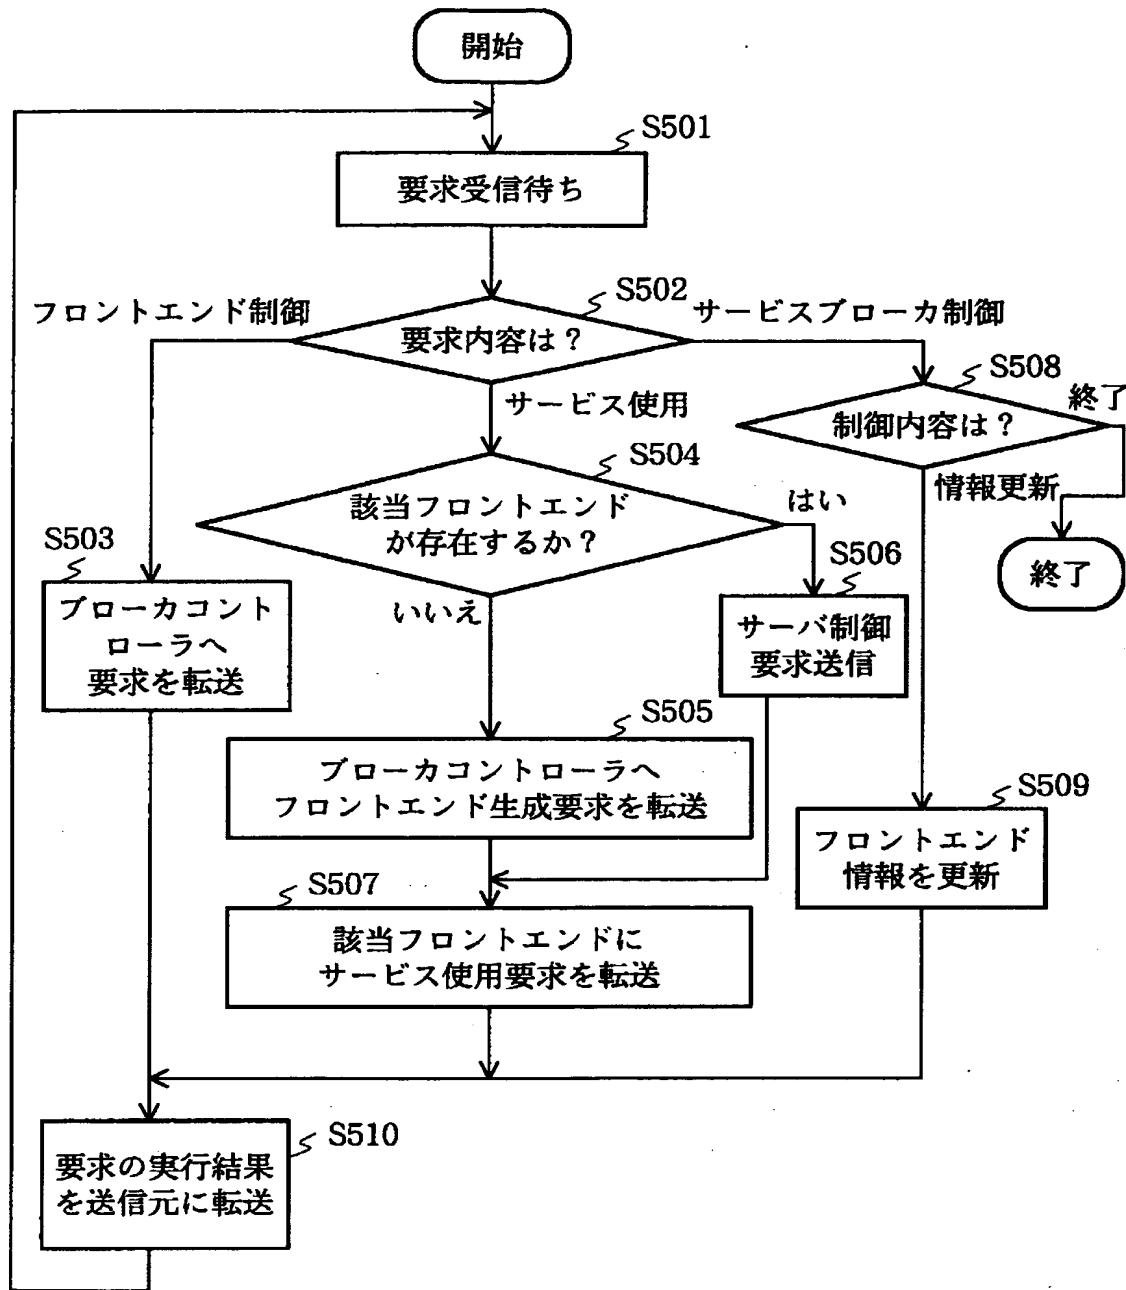 開始
S501
要求受信待ち
S502
フロントエンド制御
要求内容は？
サービスブローカ制御
サービス使用
S508
制御内容は？
終了
情報更新
終了
S504
該当フロントエンド
が存在するか？
はい
いいえ
S503
ブローカコント
ローラへ
要求を転送
S506
サーバ制御
要求送信
S505
ブローカコントローラへ
フロントエンド生成要求を転送
S509
フロントエンド
情報を更新
S507
該当フロントエンドに
サービス使用要求を転送
S510
要求の実行結果
を送信元に転送